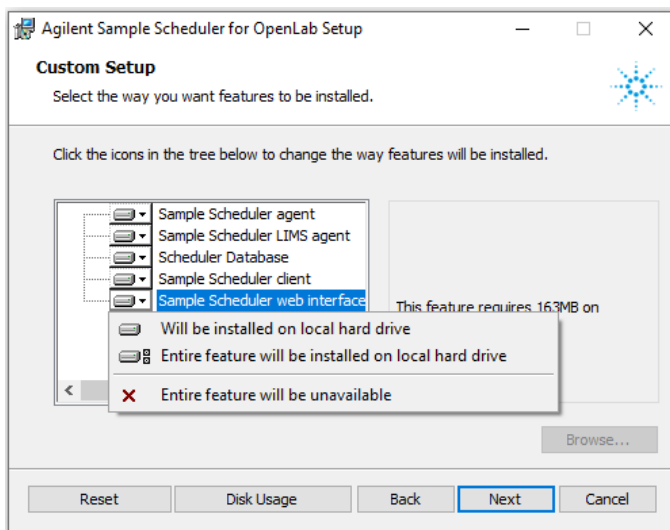 Agilent Sample Scheduler for OpenLab Setup
Custom Setup
Select the way you want features to be installed.
Click the icons in the tree below to change the way features will be installed.
Sample Scheduler agent
Sample Scheduler LIMS agent
Scheduler Database
Sample Scheduler client
Sample Scheduler web interface
This feature requires 163MB on
Will be installed on local hard drive
Entire feature will be installed on local hard drive
Entire feature will be unavailable
Browse...
Reset
Disk Usage
Back
Next
Cancel